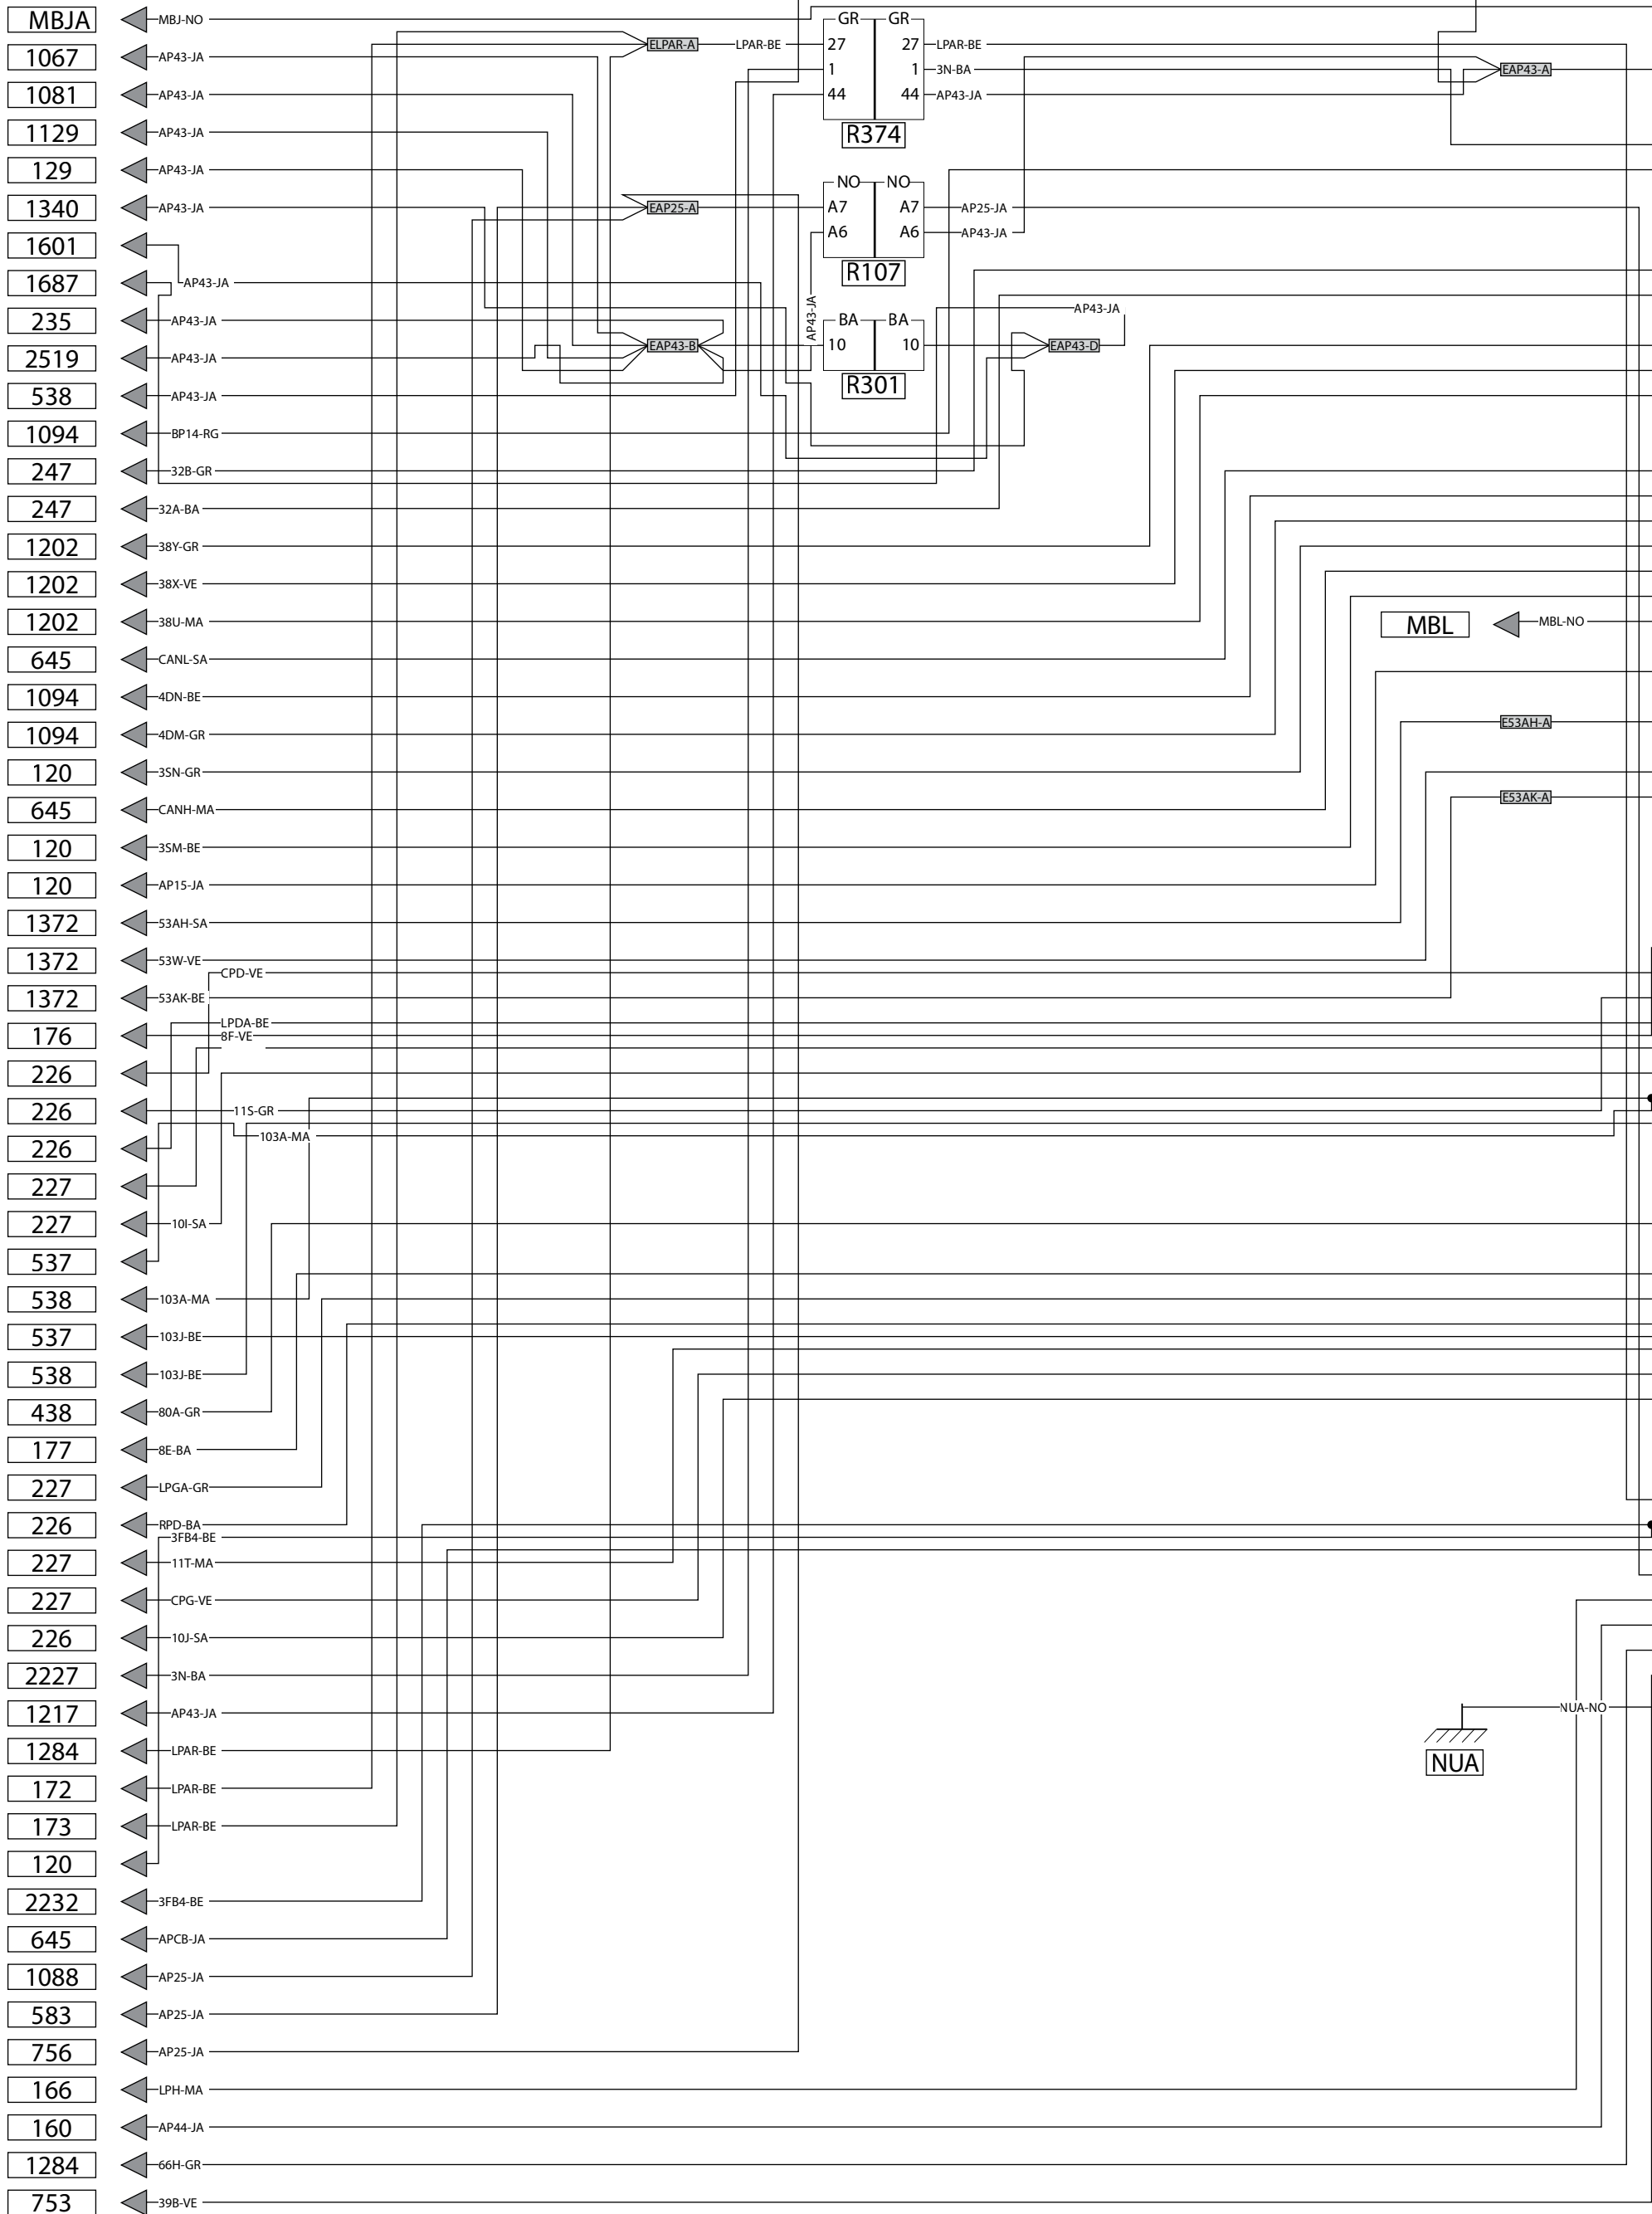 MBJA MBJ-NO GR GR
1067 AP43-JA ELPAR-A LPAR-BE 27 27 LPAR-BE
1 1 3N-BA EAP43-A
1081 AP43-JA 44 44 AP43-JA
1129 AP43-JA R374
129 AP43-JA NO NO
1340 AP43-JA EAP25-A A7 A7 AP25-JA
1601 A6 A6 AP43-JA
1687 AP43-JA R107
AP43-JA
235 AP43-JA BA BA AP43-JA
2519 AP43-JA EAP43-B 10 10 EAP43-D
538 AP43-JA R301
1094 BP14-RG
247 32B-GR
247 32A-BA
1202 38Y-GR
1202 38X-VE
1202 38U-MA MBL MBL-NO
645 CANL-SA
1094 4DN-BE
1094 4DM-GR E53AH-A
120 3SN-GR
645 CANH-MA E53AK-A
120 3SM-BE
120 AP15-JA
1372 53AH-SA
1372 53W-VE
CPD-VE
1372 53AK-BE
LPDA-BE
176 8F-VE
226
226 11S-GR
103A-MA
226
227
227 10I-SA
537
538 103A-MA
537 103J-BE
538 103J-BE
438 80A-GR
177 8E-BA
227 LPGA-GR
226 RPD-BA
3FB4-BE
227 11T-MA
227 CPG-VE
226 10J-SA
2227 3N-BA
1217 AP43-JA NUA-NO
1284 LPAR-BE NUA
172 LPAR-BE
173 LPAR-BE
120
2232 3FB4-BE
645 APCB-JA
1088 AP25-JA
583 AP25-JA
756 AP25-JA
166 LPH-MA
160 AP44-JA
1284 66H-GR
753 39B-VE